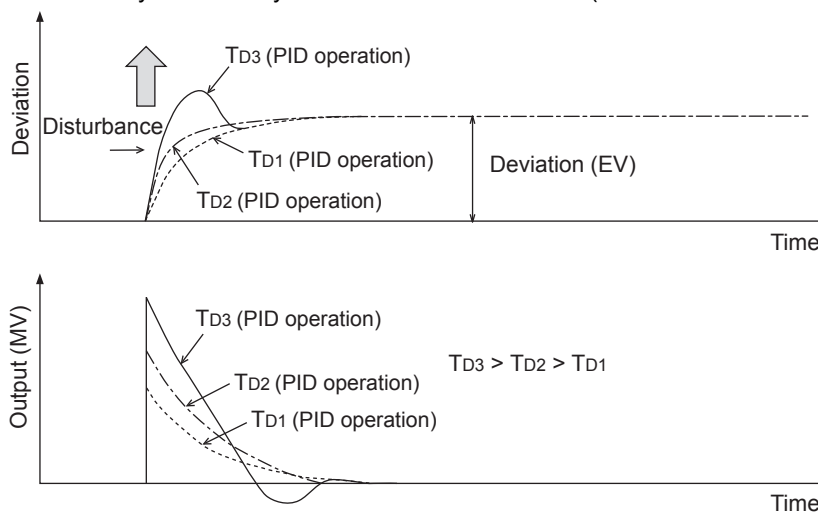 TD3 (PID operation)
Deviation
Disturbance
TD1 (PID operation)
Deviation (EV)
TD2 (PID operation)
Time
TD3 (PID operation)
Output (MV)
TD3 > TD2 > TD1
TD2 (PID operation)
TD1 (PID operation)
Time